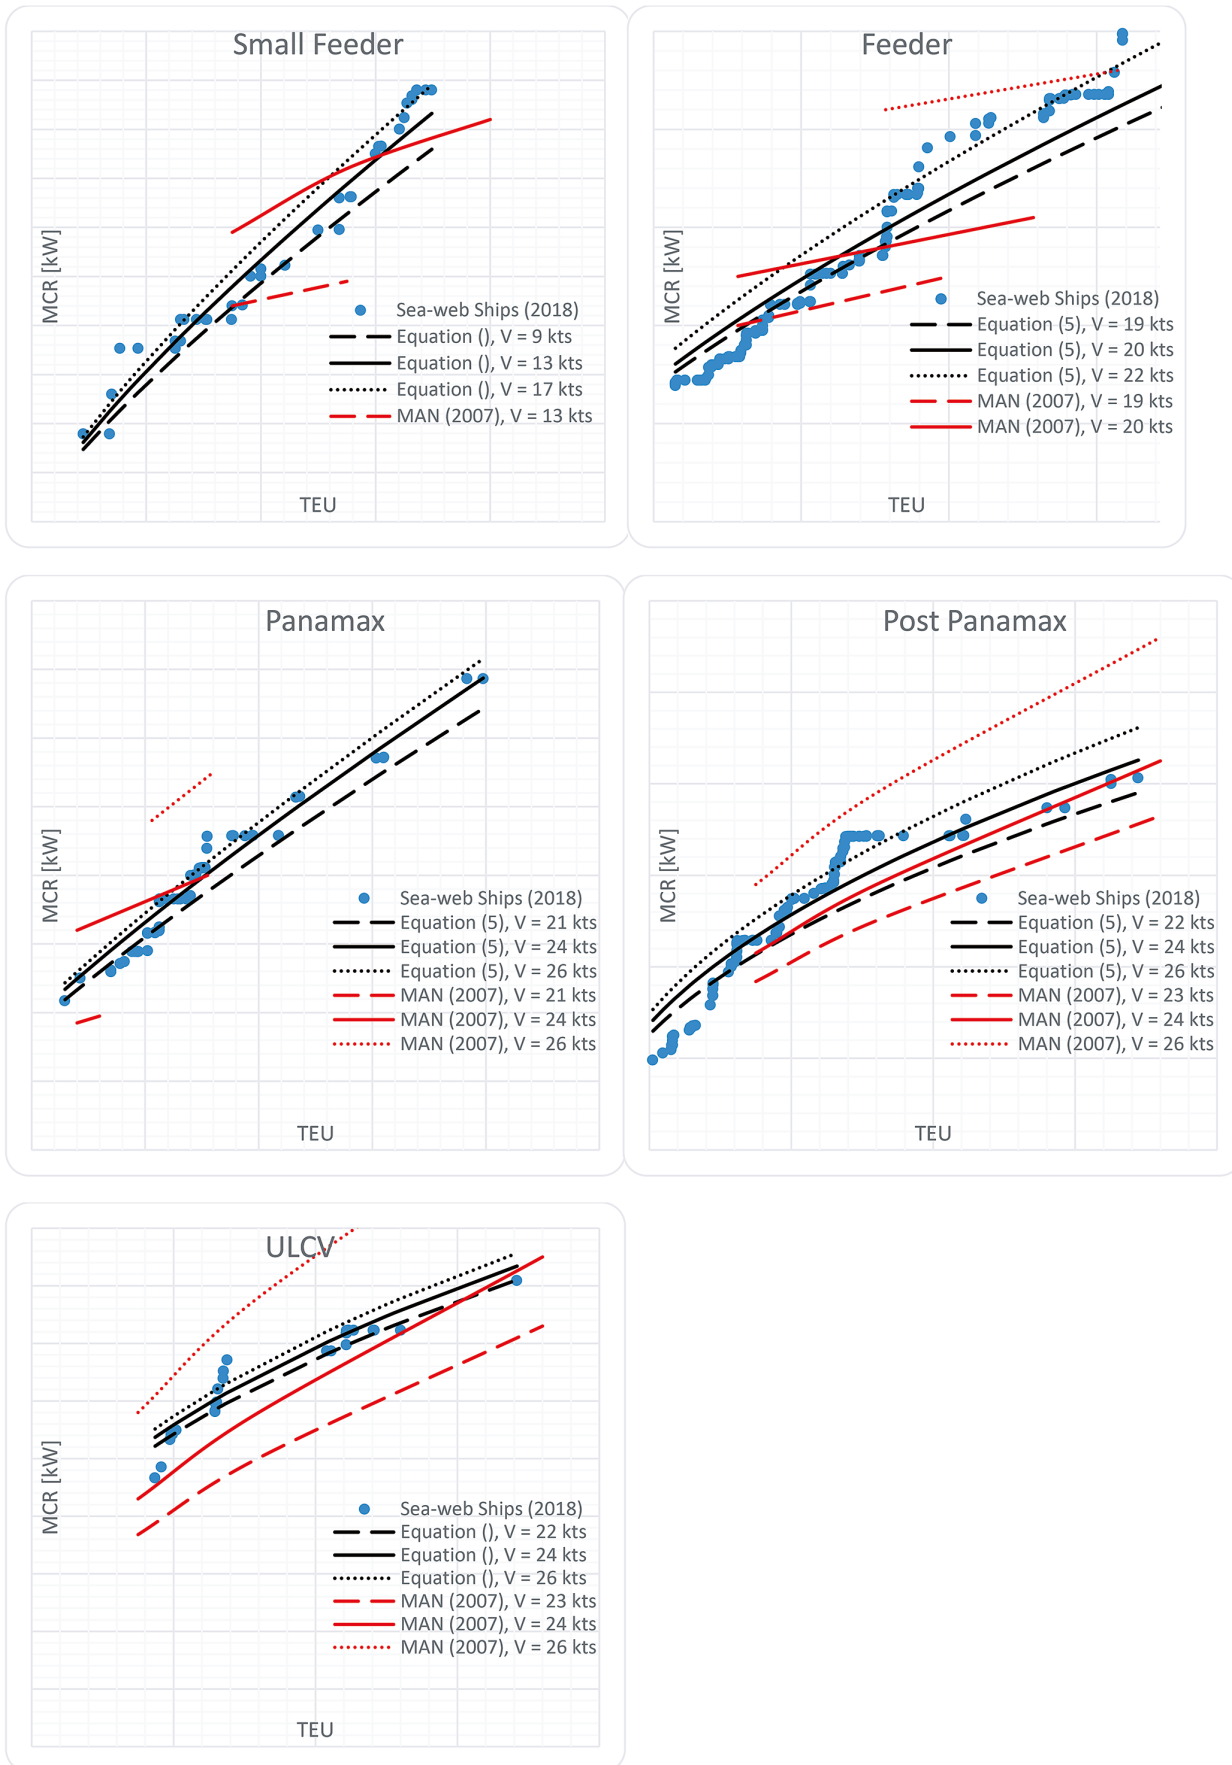 Small Feeder
MCR [kW]
Sea-web Ships (2018)
Equation (), V = 9 kts
Equation (), V = 13 kts
Equation (), V = 17 kts
MAN (2007), V = 13 kts
TEU
Feeder
MCR [kW]
Sea-web Ships (2018)
Equation (5), V = 19 kts
Equation (5), V = 20 kts
Equation (5), V = 22 kts
MAN (2007), V = 19 kts
MAN (2007), V = 20 kts
TEU
Panamax
MCR [kW]
Sea-web Ships (2018)
Equation (5), V = 21 kts
Equation (5), V = 24 kts
Equation (5), V = 26 kts
MAN (2007), V = 21 kts
MAN (2007), V = 24 kts
MAN (2007), V = 26 kts
TEU
Post Panamax
MCR [kW]
Sea-web Ships (2018)
Equation (5), V = 22 kts
Equation (5), V = 24 kts
Equation (5), V = 26 kts
MAN (2007), V = 23 kts
MAN (2007), V = 24 kts
MAN (2007), V = 26 kts
TEU
ULCV
MCR [kW]
Sea-web Ships (2018)
Equation (), V = 22 kts
Equation (), V = 24 kts
Equation (), V = 26 kts
MAN (2007), V = 23 kts
MAN (2007), V = 24 kts
MAN (2007), V = 26 kts
TEU